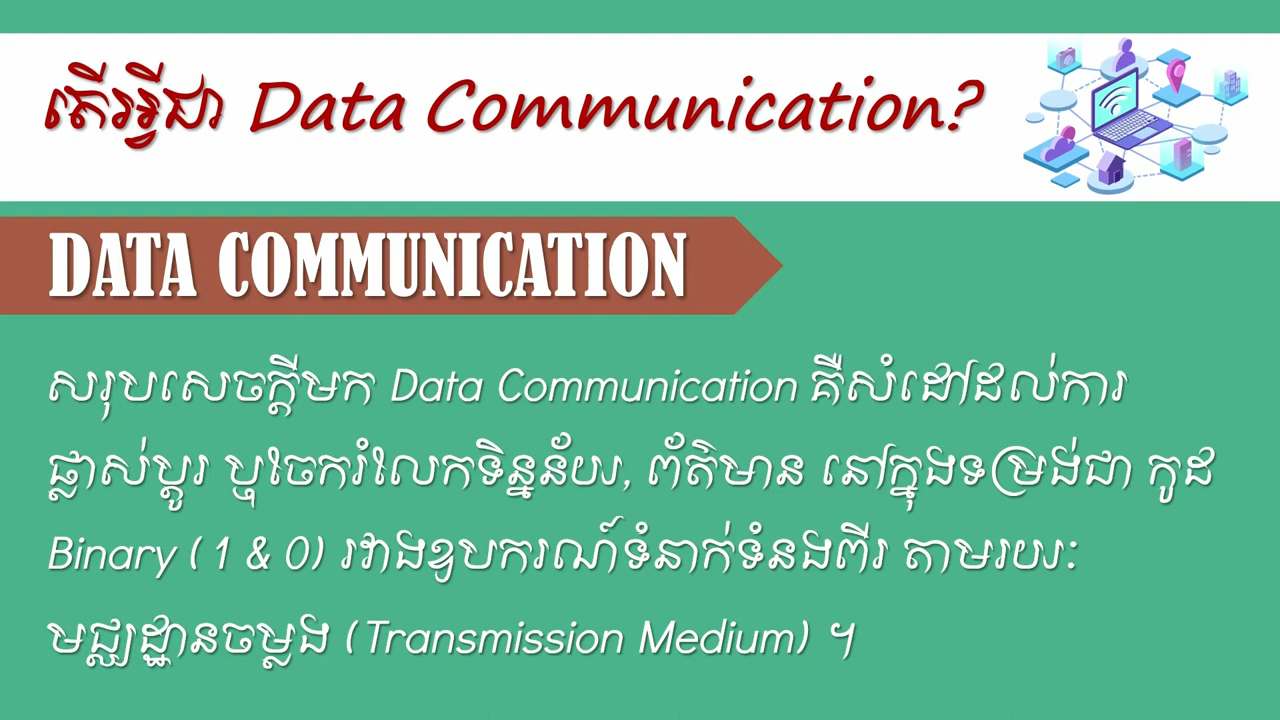 តើអ្វីជា Data Communication?
DATA COMMUNICATION
សរុបសេចក្តីមក Data Communication គឺសំដៅដល់ការ
ផ្លាស់ប្តូរ ឬចែករំលែកទិន្នន័យ, ព័ត៌មាន នៅក្នុងទម្រង់ជា កូដ
Binary ( 1 & 0) រវាងឧបករណ៍ទំនាក់ទំនងពីរ តាមរយៈ
មជ្ឈដ្ឋានចម្លង (Transmission Medium) ។